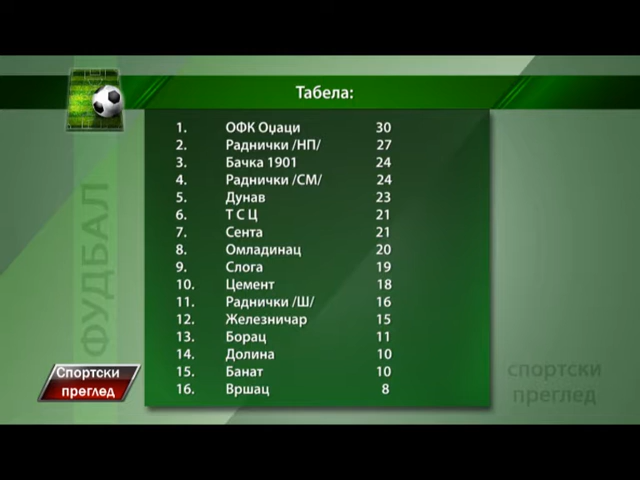 Табела:
1. ОФК Оџаци 30
2. Раднички /НП/ 27
3. Бачка 1901 24
4. Раднички /СМ/ 24
5. Дунав 23
6. Т С Ц 21
7. Сента 21
8. Омладинац 20
9. Слога 19
10. Цемент 18
11. Раднички /Ш/ 16
12. Железничар 15
13. Борац 11
14. Долина 10
15. Банат 10
16. Вршац 8
ФУДБАЛ
Спортски
преглед
спортски
преглед